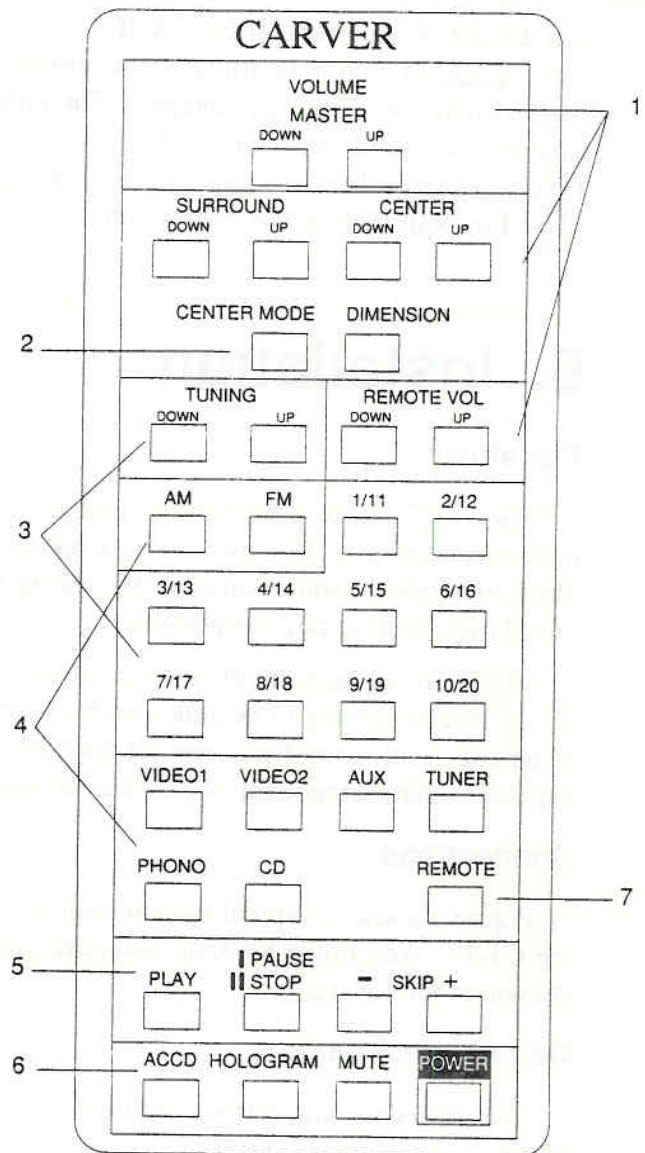 CARVER
VOLUME
MASTER
DOWN UP
1
SURROUND CENTER
DOWN UP DOWN UP
CENTER MODE DIMENSION
2
TUNING REMOTE VOL
DOWN UP DOWN UP
AM FM 1/11 2/12
3
3/13 4/14 5/15 6/16
7/17 8/18 9/19 10/20
4
VIDEO1 VIDEO2 AUX TUNER
PHONO CD REMOTE
7
PAUSE
5
PLAY STOP - SKIP +
6
ACCD HOLOGRAM MUTE POWER